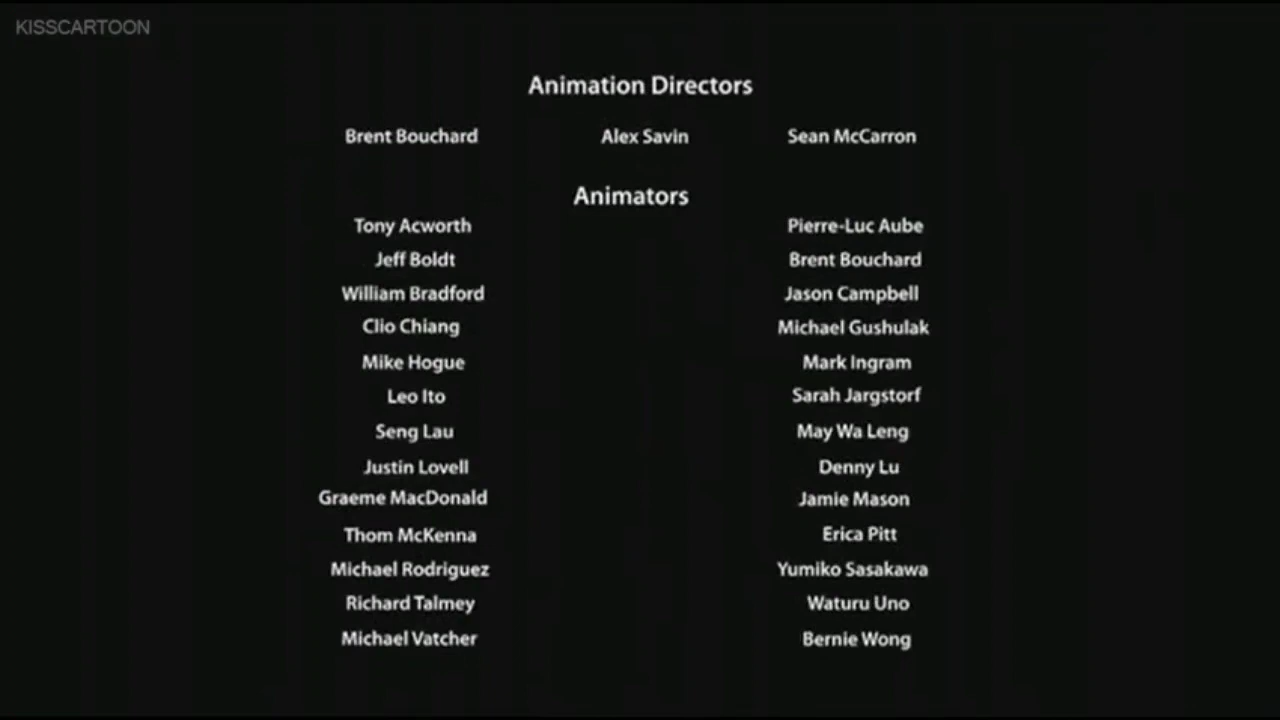 KISSCARTOON
Animation Directors
Brent Bouchard Alex Savin Sean McCarron
Animators
Tony Acworth Pierre-Luc Aube
Jeff Boldt Brent Bouchard
William Bradford Jason Campbell
Clio Chiang Michael Gushulak
Mike Hogue Mark Ingram
Leo Ito Sarah Jargstorf
Seng Lau May Wa Leng
Justin Lovell Denny Lu
Graeme MacDonald Jamie Mason
Thom McKenna Erica Pitt
Michael Rodriguez Yumiko Sasakawa
Richard Talmey Waturu Uno
Michael Vatcher Bernie Wong